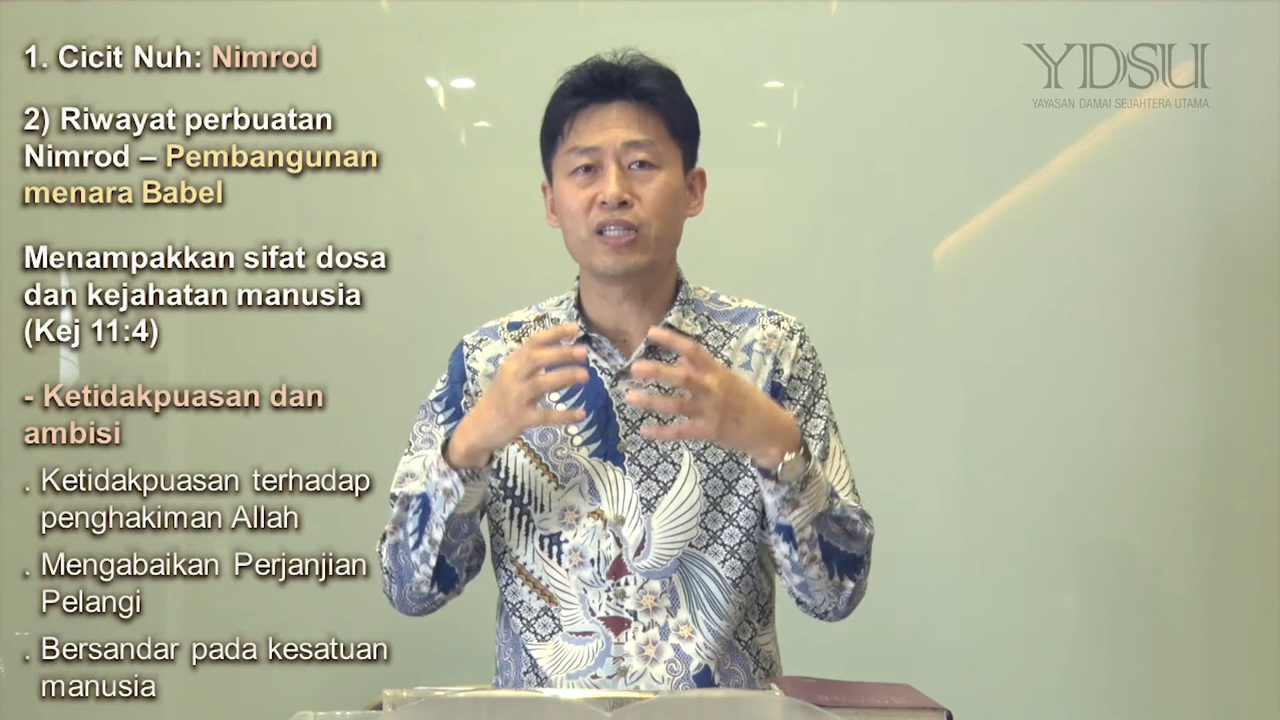 1. Cicit Nuh: Nimrod
2) Riwayat perbuatan
Nimrod – Pembangunan
menara Babel
Menampakkan sifat dosa
dan kejahatan manusia
(Kej 11:4)
- Ketidakpuasan dan
ambisi
. Ketidakpuasan terhadap
penghakiman Allah
. Mengabaikan Perjanjian
Pelangi
. Bersandar pada kesatuan
manusia
YDSU
YAYASAN DAMAI SEJAHTERA UTAMA